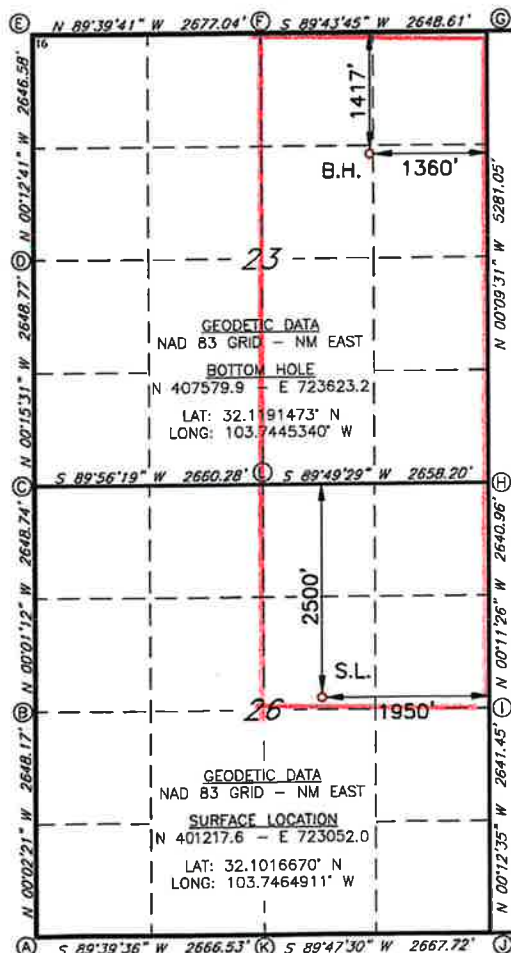 E N 89°39'41" W 2677.04' F S 89°43'45" W 2648.61' G
16
N 00°12'41" W 2646.58'
1417'
B.H.
1360'
N 00°09'31" W 5281.05'
D
23
GEODETIC DATA
NAD 83 GRID - NM EAST
BOTTOM HOLE
N 407579.9 - E 723623.2
LAT: 32.1191473° N
LONG: 103.7445340° W
N 00°15'31" W 2648.77'
C S 89°56'19" W 2660.28' L S 89°49'29" W 2658.20' H
N 00°01'12" W 2648.74'
2500'
N 00°11'26" W 2640.96'
S.L.
1950'
B
26
I
GEODETIC DATA
NAD 83 GRID - NM EAST
SURFACE LOCATION
N 401217.6 - E 723052.0
LAT: 32.1016670° N
LONG: 103.7464911° W
N 00°02'21" W 2648.17'
N 00°12'35" W 2641.45'
A S 89°39'36" W 2666.53' K S 89°47'30" W 2667.72' J